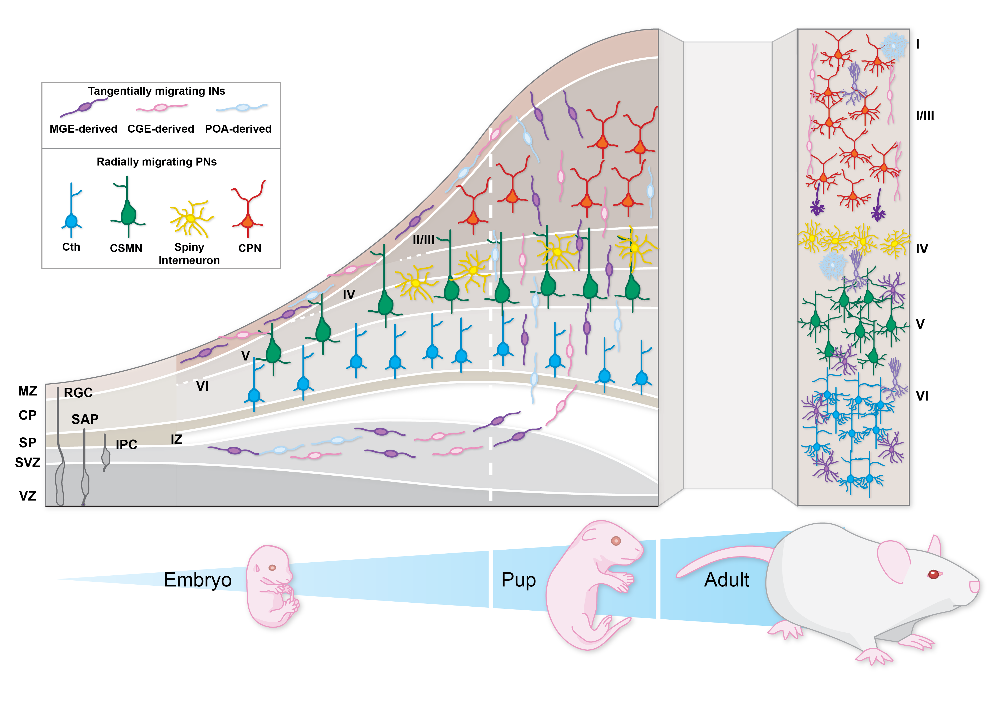 Tangentially migrating INs
MGE-derived CGE-derived POA-derived
Radially migrating PNs
Cth CSMN Spiny Interneuron CPN
I
I/III
IV
V
VI
II/III
IV
V
VI
MZ
CP
SP
SVZ
VZ
RGC
SAP
IPC
IZ
Embryo Pup Adult